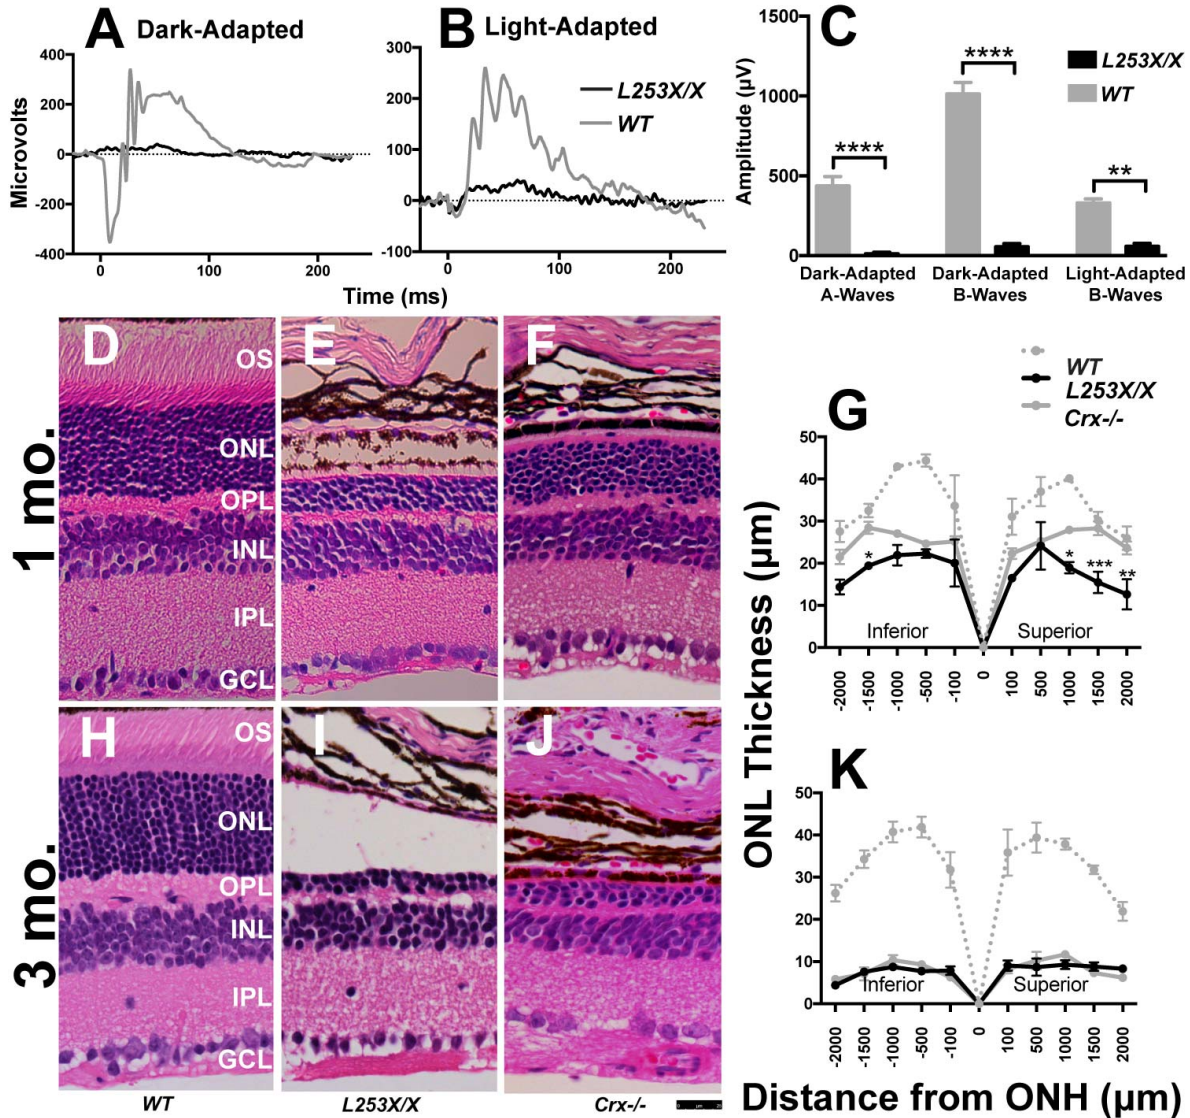 A Dark-Adapted
Microvolts
400
200
0
-200
-400
0 100 200
B Light-Adapted
300
200
100
0
-100
0 100 200
L253X/X
WT
Time (ms)
C
Amplitude (µV)
1500
1000
500
0
**** **** **
L253X/X
WT
Dark-Adapted A-Waves
Dark-Adapted B-Waves
Light-Adapted B-Waves
1 mo.
D
OS
ONL
OPL
INL
IPL
GCL
E
F
WT
L253X/X
Crx-/-
G
50
40
30
20
10
0
* * *** **
Inferior Superior
-2000 -1500 -1000 -500 -100 0 100 500 1000 1500 2000
3 mo.
H
OS
ONL
OPL
INL
IPL
GCL
I
J
WT
L253X/X
Crx-/-
K
50
40
30
20
10
0
Inferior Superior
-2000 -1500 -1000 -500 -100 0 100 500 1000 1500 2000
ONL Thickness (µm)
Distance from ONH (µm)